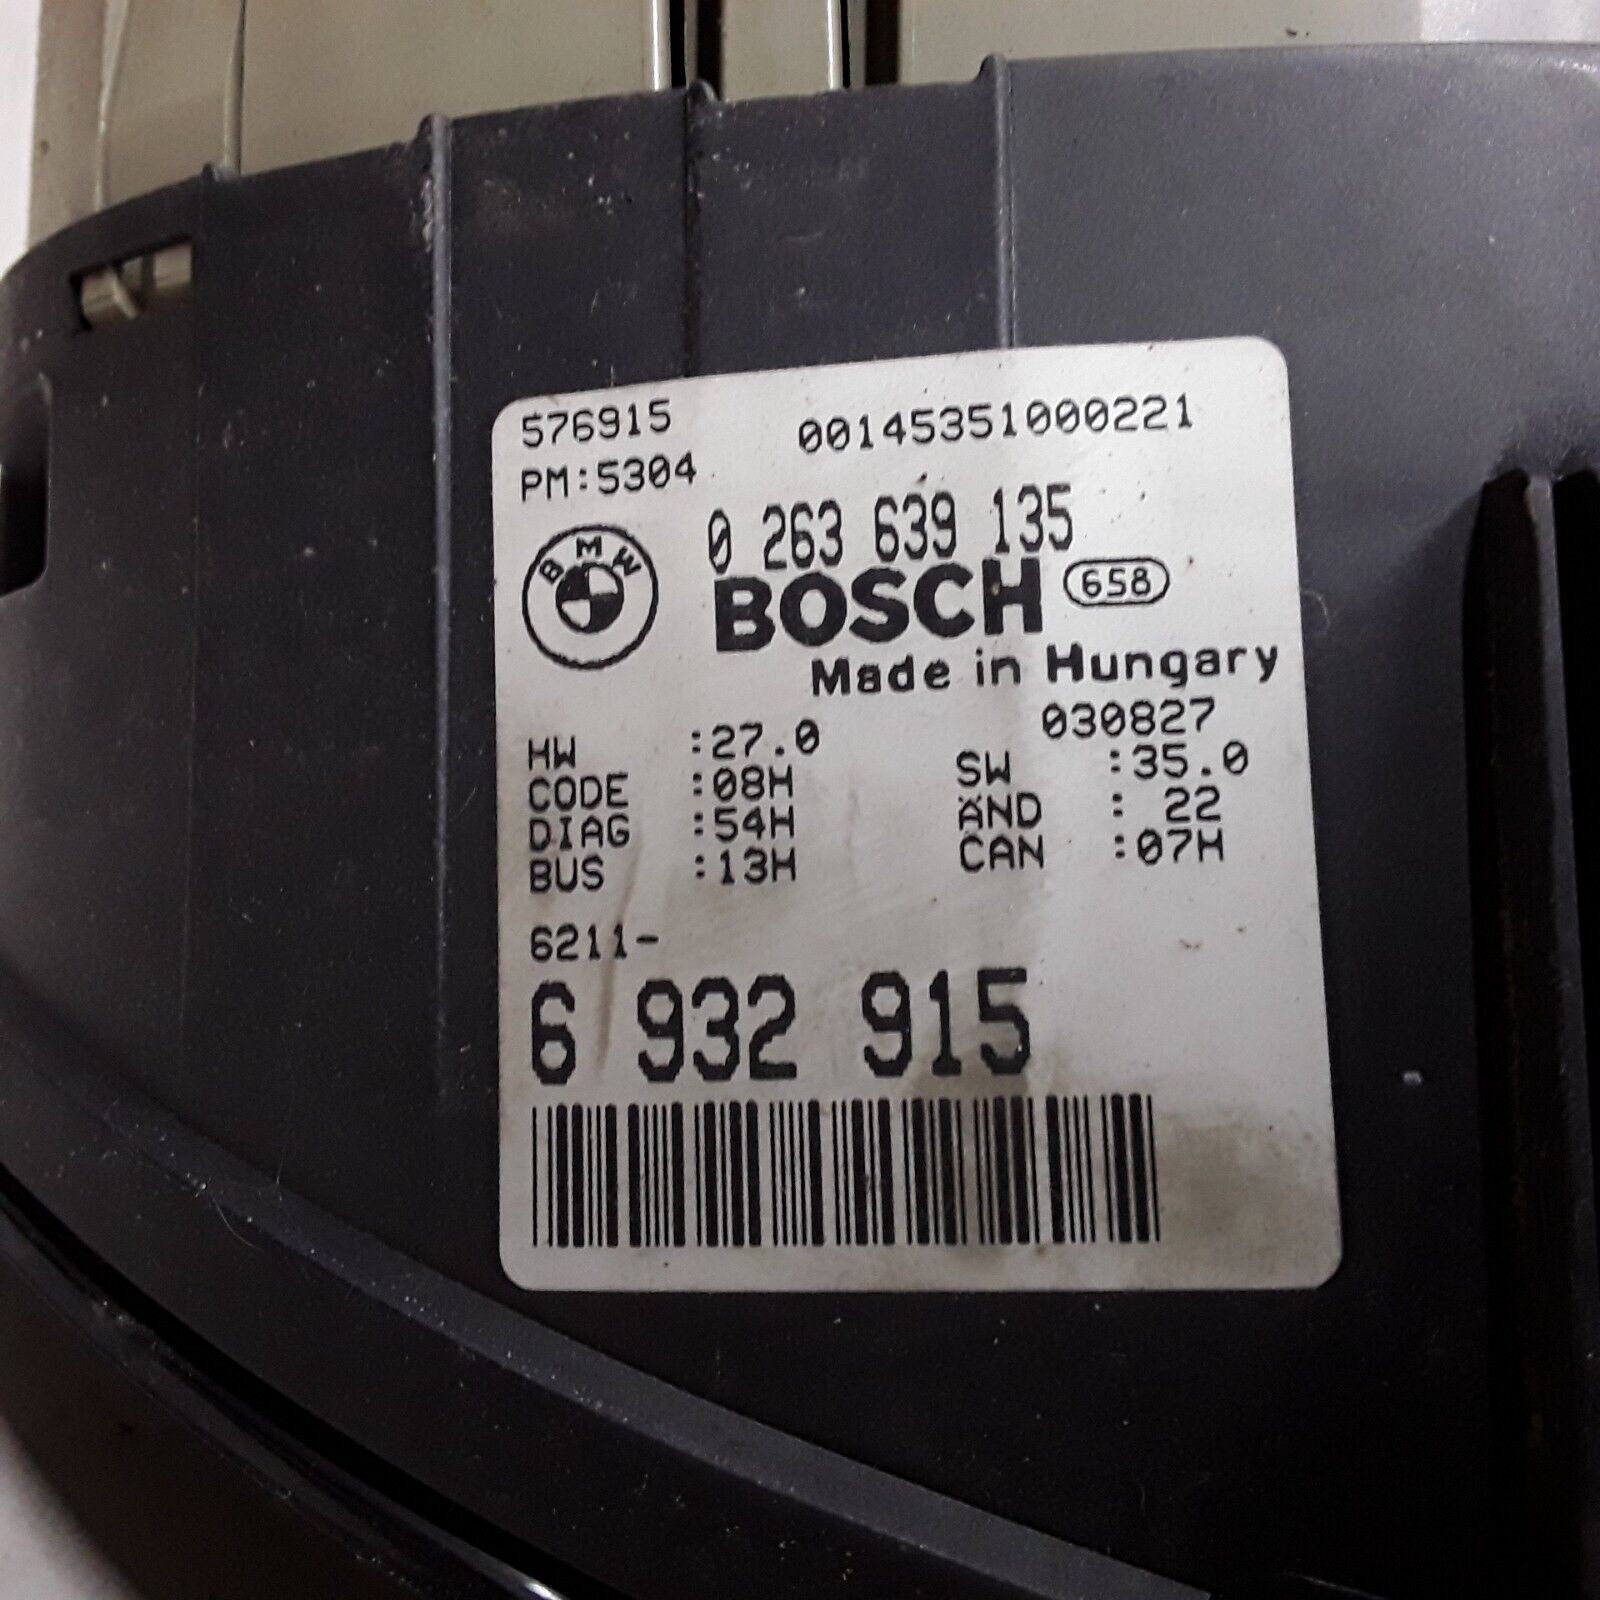 576915 00145351000221
PM:5304
0 263 639 135
BMW
BOSCH 6S8
Made in Hungary
030827
HW :27.0 SW :35.0
CODE :08H ÄND : 22
DIAG :54H CAN :07H
BUS :13H
6211-
6 932 915